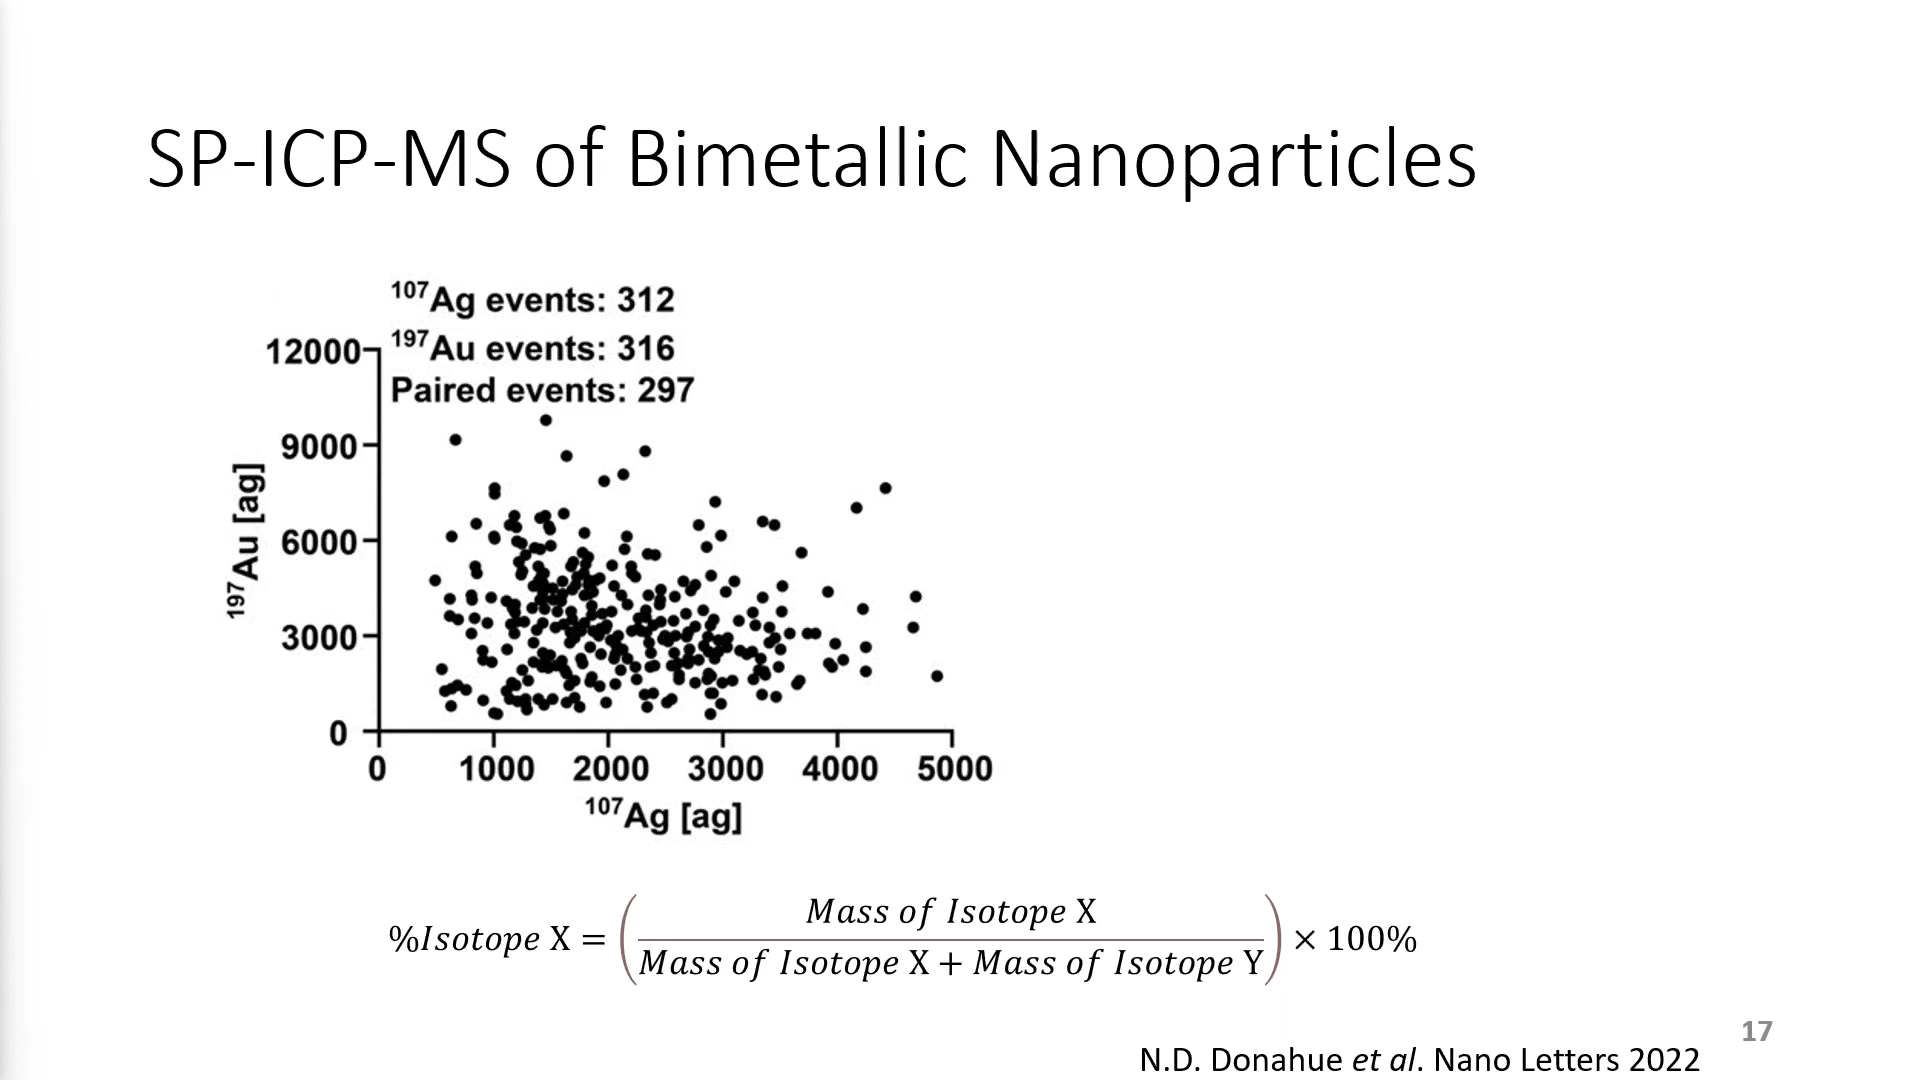 SP-ICP-MS of Bimetallic Nanoparticles
¹⁰⁷Ag events: 312
¹⁹⁷Au events: 316
Paired events: 297
12000
9000
6000
3000
0
¹⁹⁷Au [ag]
0 1000 2000 3000 4000 5000
¹⁰⁷Ag [ag]
%Isotope X = (Mass of Isotope X / Mass of Isotope X + Mass of Isotope Y) × 100%
17
N.D. Donahue et al. Nano Letters 2022